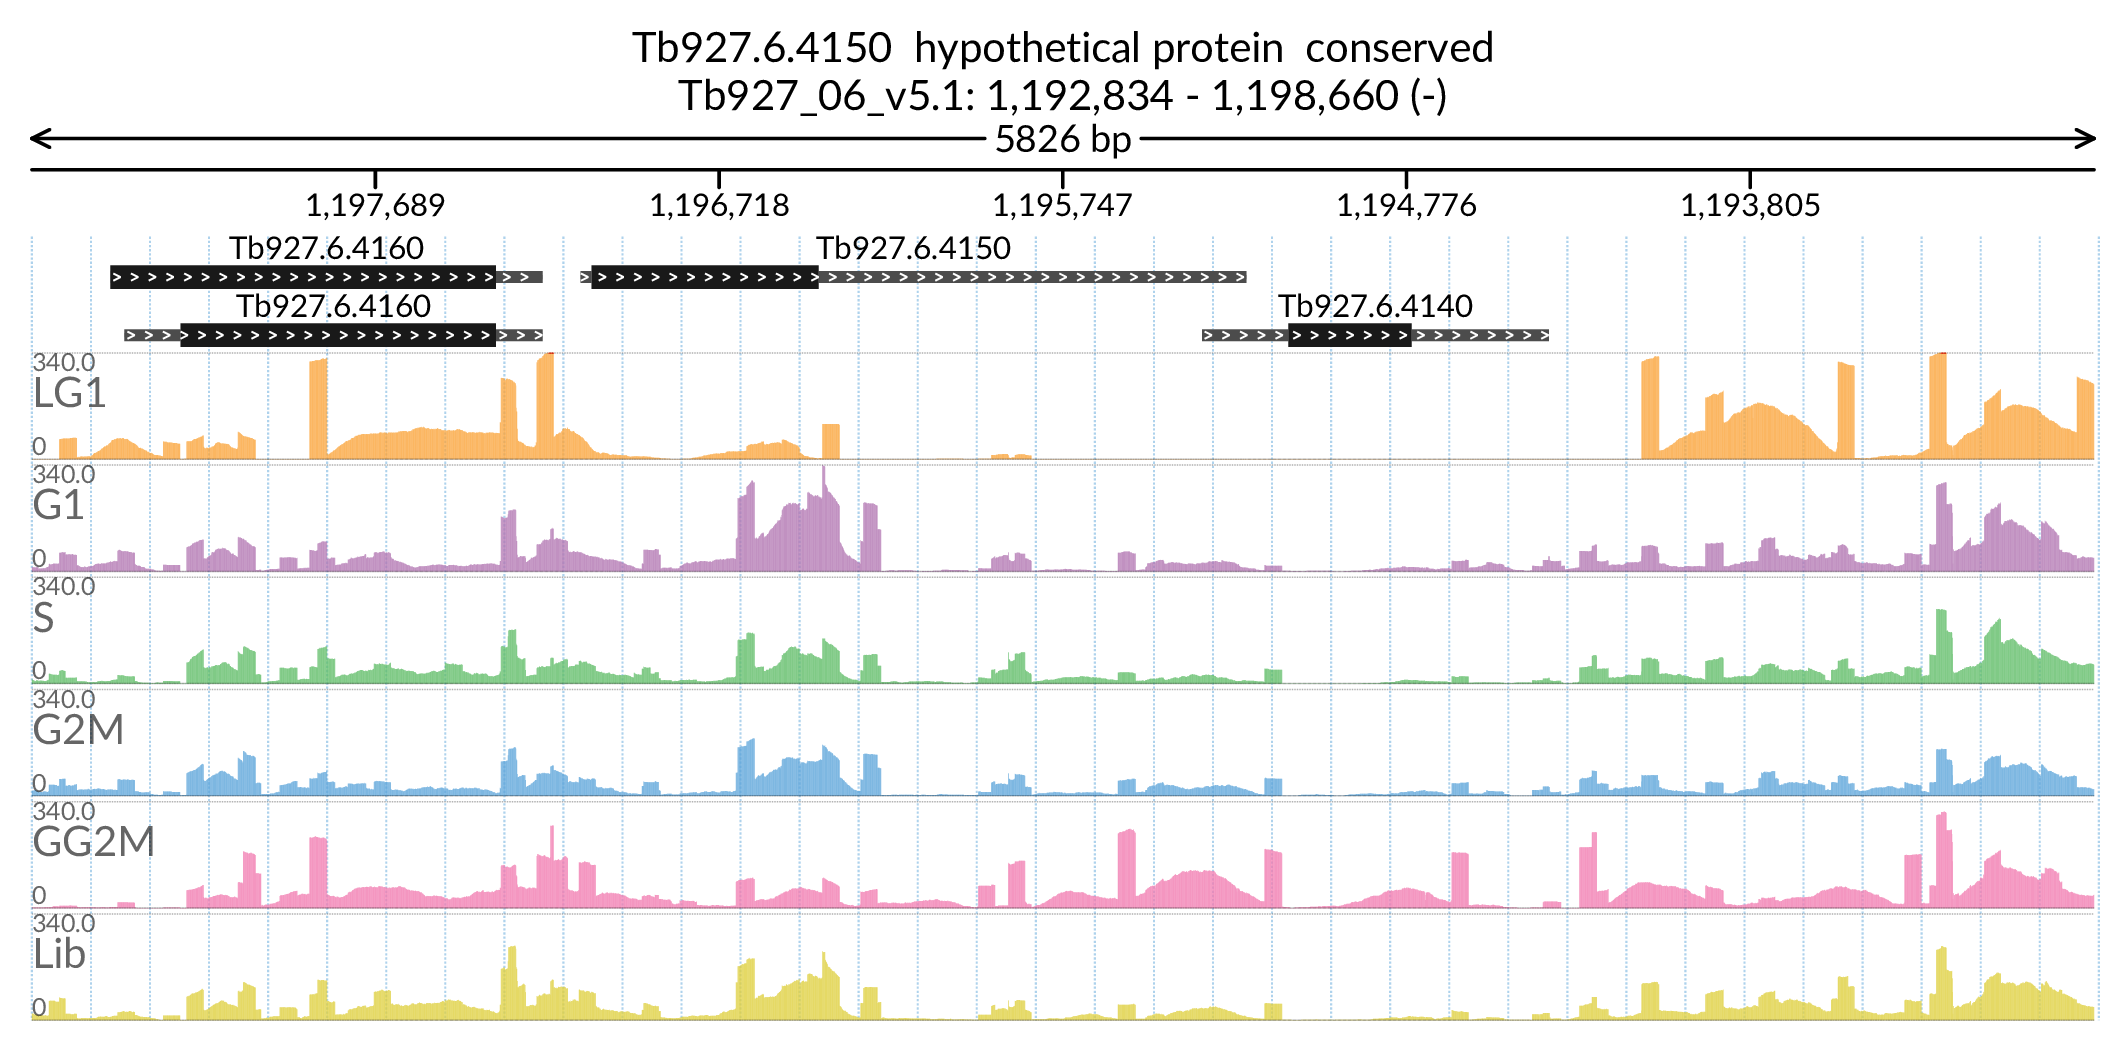 Tb927.6.4150 hypothetical protein conserved
Tb927_06_v5.1: 1,192,834 - 1,198,660 (-)
5826 bp
1,197,689 1,196,718 1,195,747 1,194,776 1,193,805
Tb927.6.4160 Tb927.6.4150
Tb927.6.4160 Tb927.6.4140
340.0
LG1
0
340.0
G1
0
340.0
S
0
340.0
G2M
0
340.0
GG2M
0
340.0
Lib
0